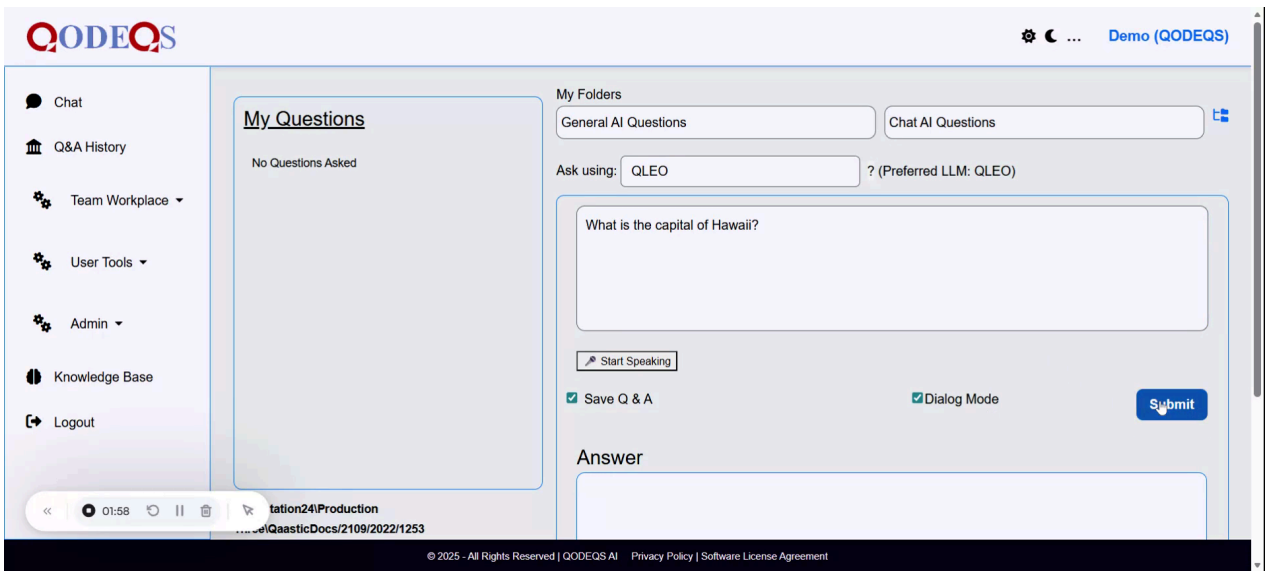 QODEQS
... Demo (QODEQS)
Chat
Q&A History
Team Workplace
User Tools
Admin
Knowledge Base
Logout
01:58
My Questions
No Questions Asked
tation24\Production
\QaasticDocs/2109/2022/1253
My Folders
General AI Questions
Chat AI Questions
Ask using: QLEO ? (Preferred LLM: QLEO)
What is the capital of Hawaii?
Start Speaking
Save Q & A
Dialog Mode
Submit
Answer
© 2025 - All Rights Reserved | QODEQS AI Privacy Policy | Software License Agreement